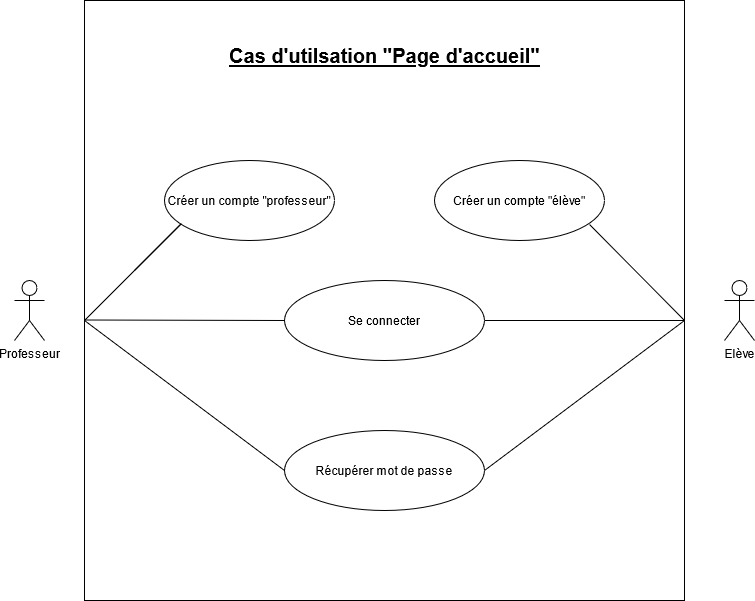 Cas d'utilsation "Page d'accueil"
Créer un compte "professeur"
Créer un compte "élève"
Se connecter
Professeur
Elève
Récupérer mot de passe